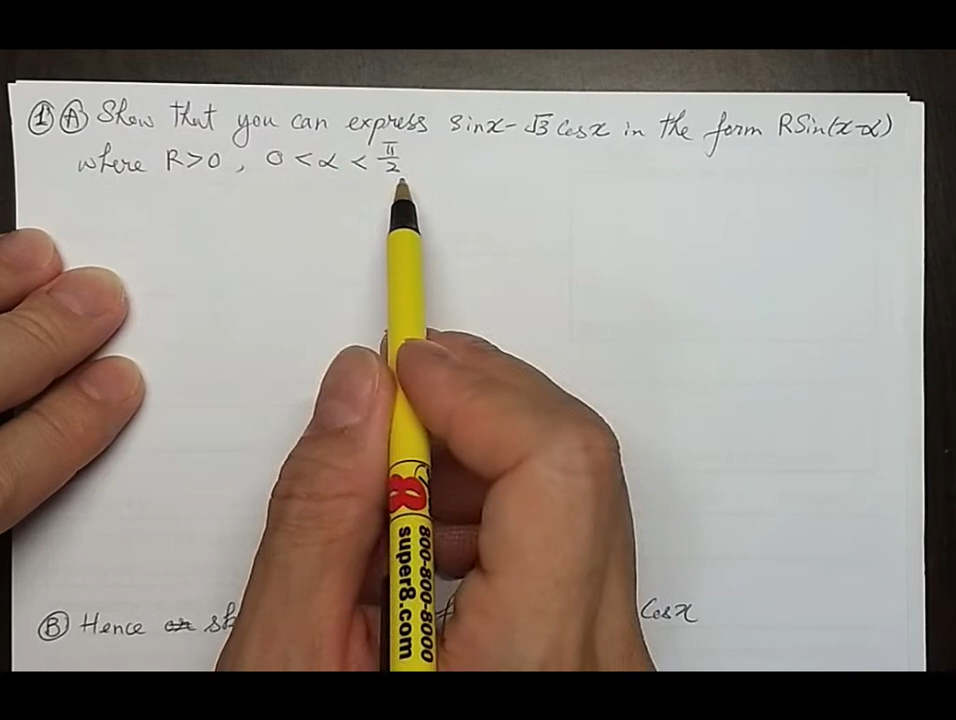 ① Ⓐ Show that you can express sinx - √3 Cosx in the form RSin(x-α)
where R>0, 0 < α < π/2
8
super8.com
800-800-8000
Ⓑ Hence Cosx